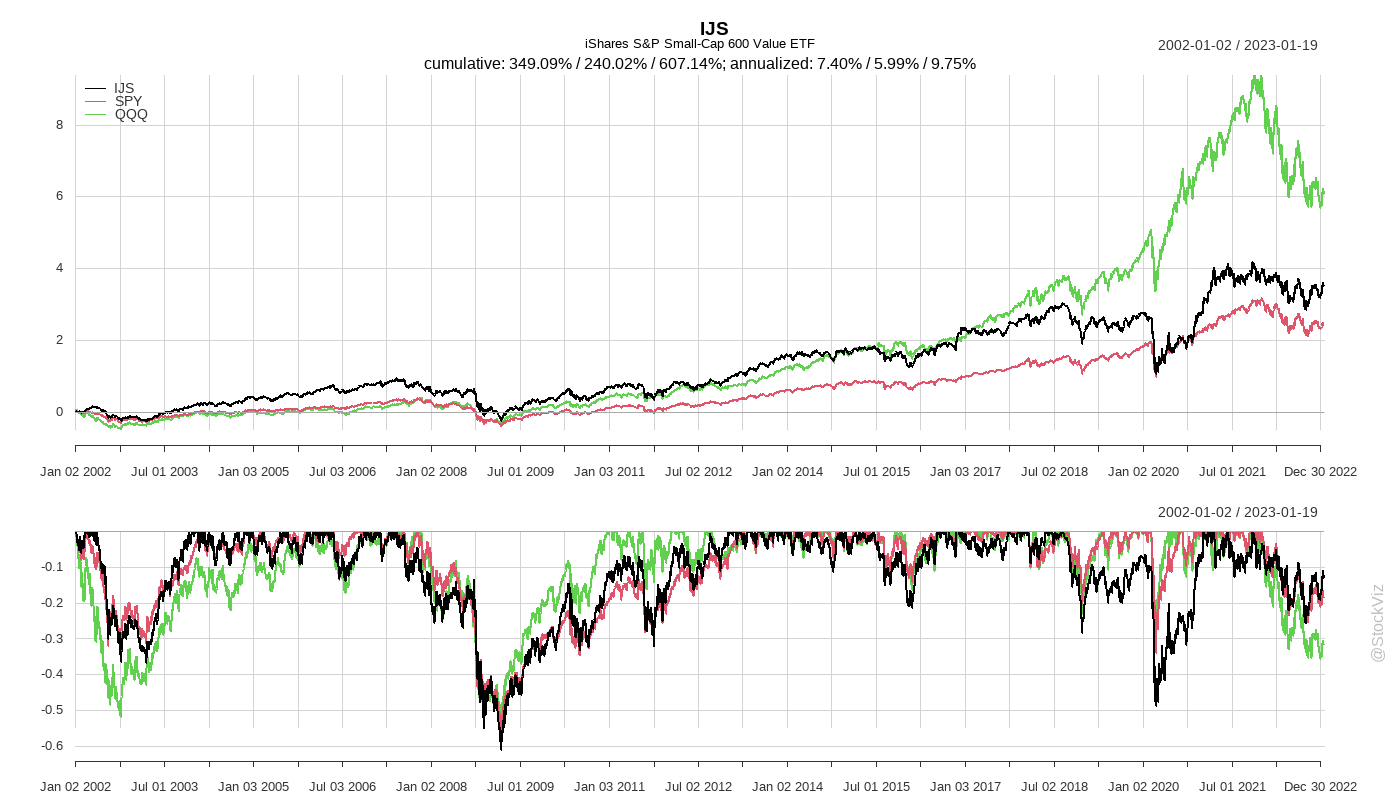 IJS
iShares S&P Small-Cap 600 Value ETF
2002-01-02 / 2023-01-19
cumulative: 349.09% / 240.02% / 607.14%; annualized: 7.40% / 5.99% / 9.75%
IJS
SPY
QQQ
8
6
4
2
0
Jan 02 2002 Jul 01 2003 Jan 03 2005 Jul 03 2006 Jan 02 2008 Jul 01 2009 Jan 03 2011 Jul 02 2012 Jan 02 2014 Jul 01 2015 Jan 03 2017 Jul 02 2018 Jan 02 2020 Jul 01 2021 Dec 30 2022
2002-01-02 / 2023-01-19
-0.1
-0.2
-0.3
-0.4
-0.5
-0.6
Jan 02 2002 Jul 01 2003 Jan 03 2005 Jul 03 2006 Jan 02 2008 Jul 01 2009 Jan 03 2011 Jul 02 2012 Jan 02 2014 Jul 01 2015 Jan 03 2017 Jul 02 2018 Jan 02 2020 Jul 01 2021 Dec 30 2022
@StockViz